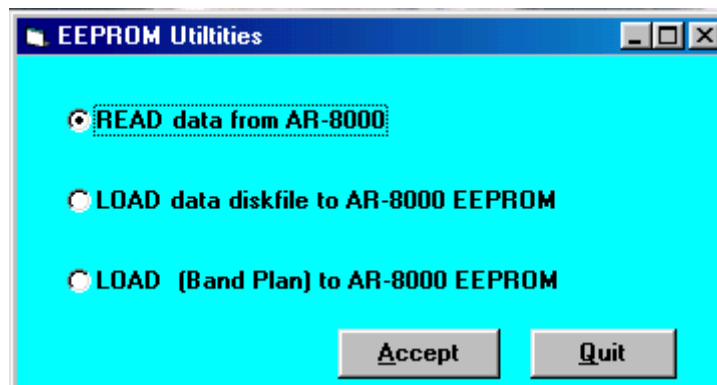 EEPROM Utiltities
READ data from AR-8000
LOAD data diskfile to AR-8000 EEPROM
LOAD (Band Plan) to AR-8000 EEPROM
Accept Quit